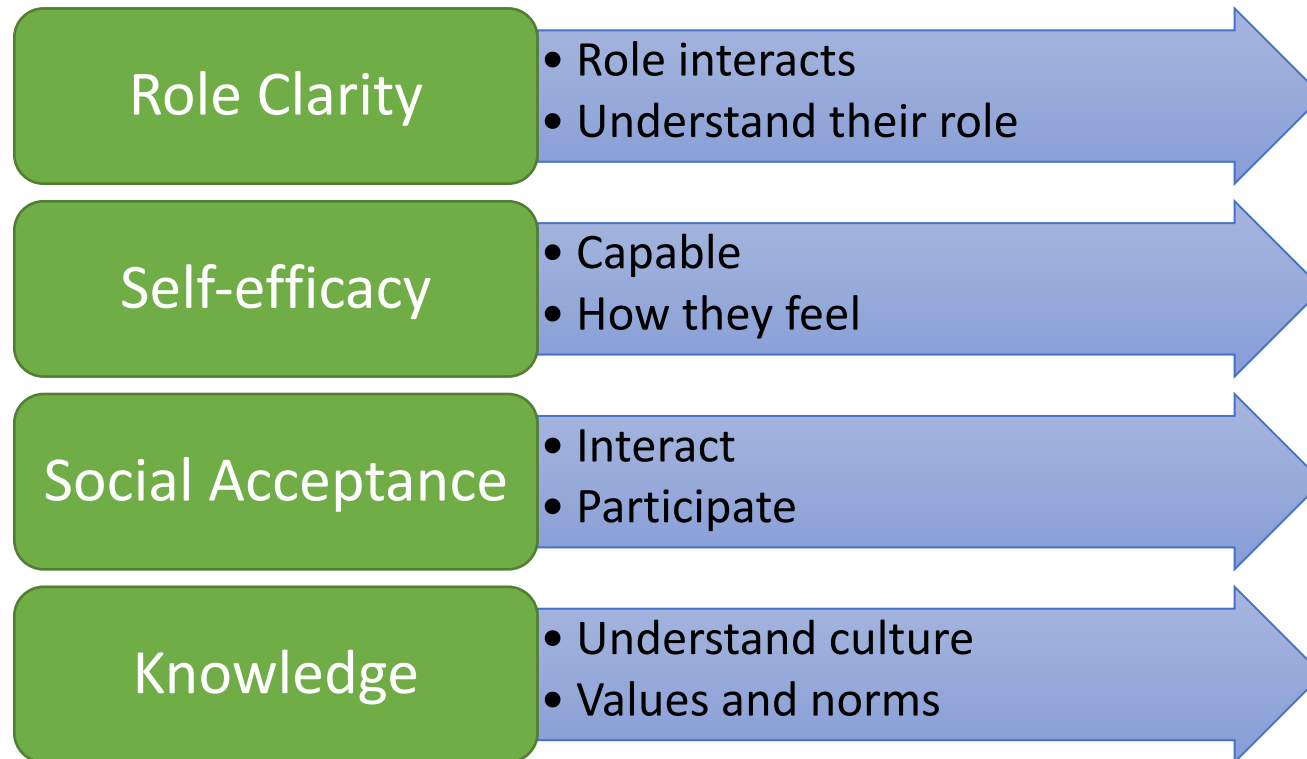 Role Clarity
• Role interacts
• Understand their role
Self-efficacy
• Capable
• How they feel
Social Acceptance
• Interact
• Participate
Knowledge
• Understand culture
• Values and norms